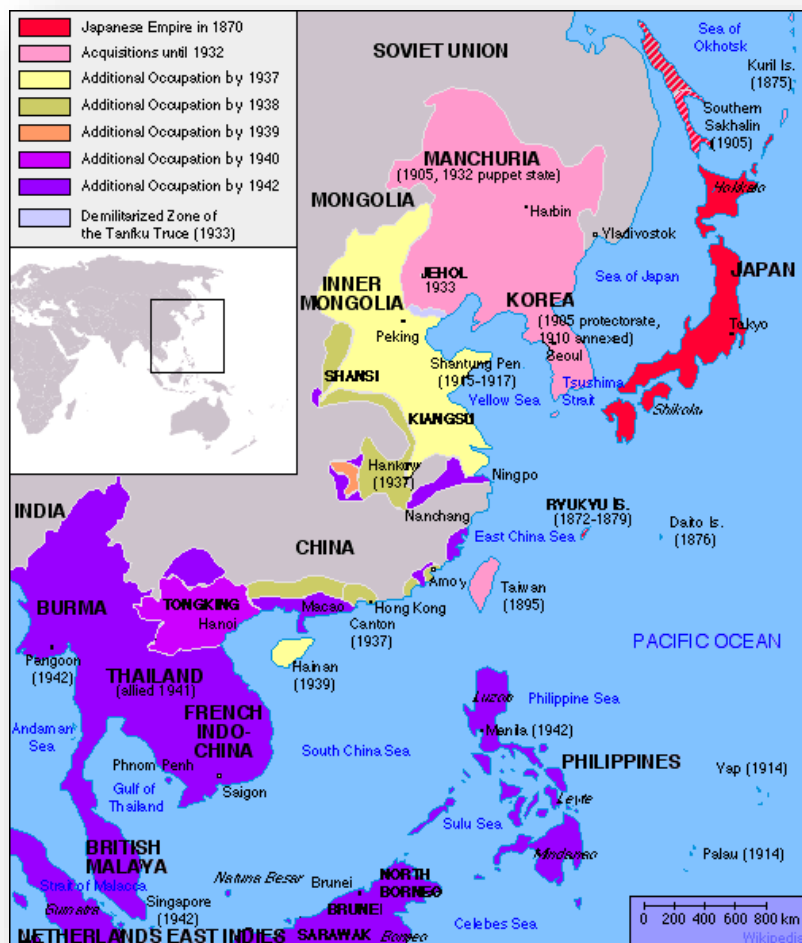 Japanese Empire in 1870
Acquisitions until 1932
Additional Occupation by 1937
Additional Occupation by 1938
Additional Occupation by 1939
Additional Occupation by 1940
Additional Occupation by 1942
Demilitarized Zone of
the Tanku Truce (1933)
SOVIET UNION
Sea of
Okhotsk
Kuril Is.
(1875)
Southern
Sakhalin
(1905)
MANCHURIA
(1905, 1932 puppet state)
Harbin
Hokkaido
MONGOLIA
Vladivostok
Sea of Japan
JAPAN
JEHOL
1933
INNER
MONGOLIA
KOREA
(1905 protectorate,
1910 annexed)
Tokyo
Peking
Seoul
Shantung Pen.
(1915-1917)
SHANSI
Tsushima
Strait
Yellow Sea
Shikoku
KIANGSU
Hankow
(1937)
Ningpo
Nanchang
INDIA
RYUKYU IS.
(1872-1879)
Daito Is.
(1876)
East China Sea
CHINA
Amoy
Taiwan
(1895)
BURMA
TONGKING
Hanoi
Macao
Hong Kong
Canton
(1937)
PACIFIC OCEAN
Rangoon
(1942)
Hainan
(1939)
THAILAND
(allied 1941)
Luzon
Philippine Sea
Andaman
Sea
FRENCH
INDO-
CHINA
Manila (1942)
South China Sea
PHILIPPINES
Phnom Penh
Yap (1914)
Gulf of
Thailand
Saigon
Leyte
Sulu Sea
BRITISH
MALAYA
Mindanao
Palau (1914)
Strait of Malacca
Natuna Besar
Brunei
NORTH
BORNEO
Sumatra
Singapore
(1942)
BRUNEI
Celebes Sea
0 200 400 600 800 km
NETHERLANDS EAST INDIES
SARAWAK
Borneo
Wikipedia